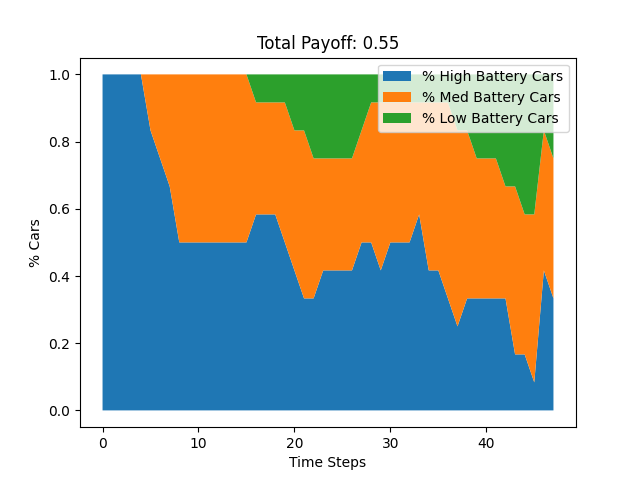 Total Payoff: 0.55
% High Battery Cars
% Med Battery Cars
% Low Battery Cars
1.0
0.8
0.6
0.4
0.2
0.0
% Cars
0 10 20 30 40
Time Steps